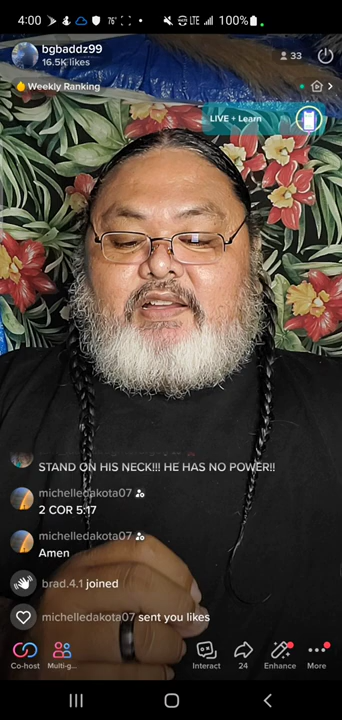 4:00
76°
LTE
100%
bgbaddz99
16.5K likes
33
Weekly Ranking
LIVE + Learn
STAND ON HIS NECK!!! HE HAS NO POWER!!
michelledakota07
2 COR 5:17
michelledakota07
Amen
brad.4.1 joined
michelledakota07 sent you likes
Co-host
Multi-g...
Interact
24
Enhance
More